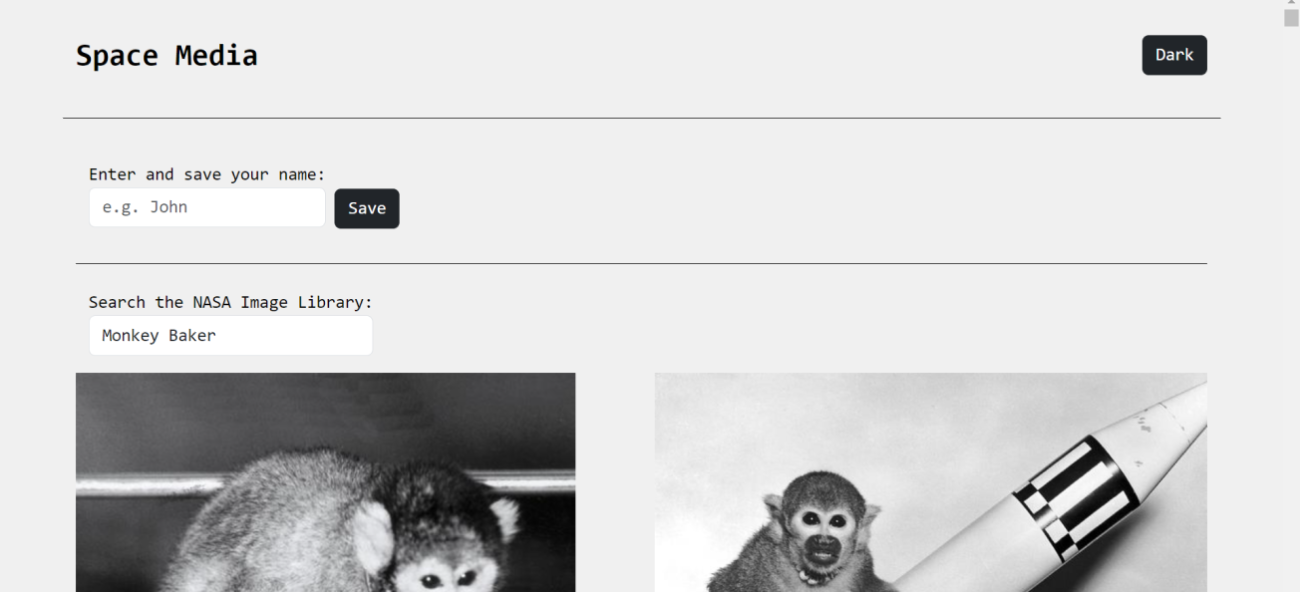 Space Media
Dark
Enter and save your name:
e.g. John
Save
Search the NASA Image Library:
Monkey Baker